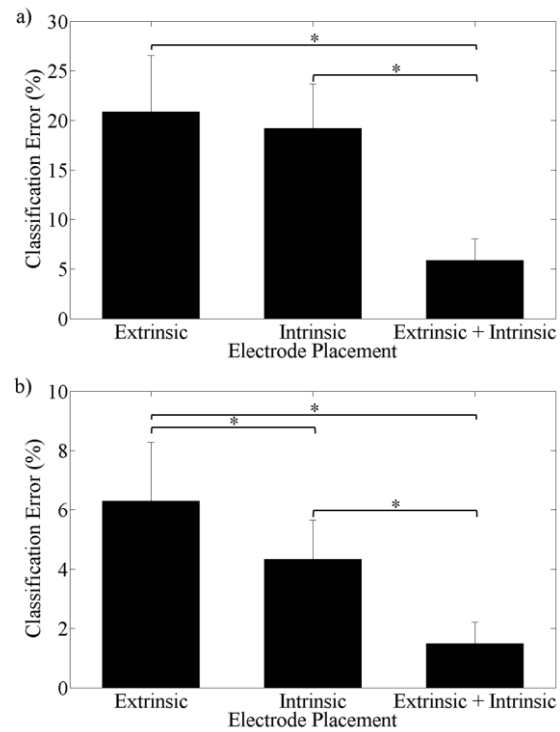 a)
30
25
20
15
10
5
0
Classification Error (%)
*
*
Extrinsic Intrinsic Extrinsic + Intrinsic
Electrode Placement
b)
10
8
6
4
2
0
Classification Error (%)
*
*
*
Extrinsic Intrinsic Extrinsic + Intrinsic
Electrode Placement